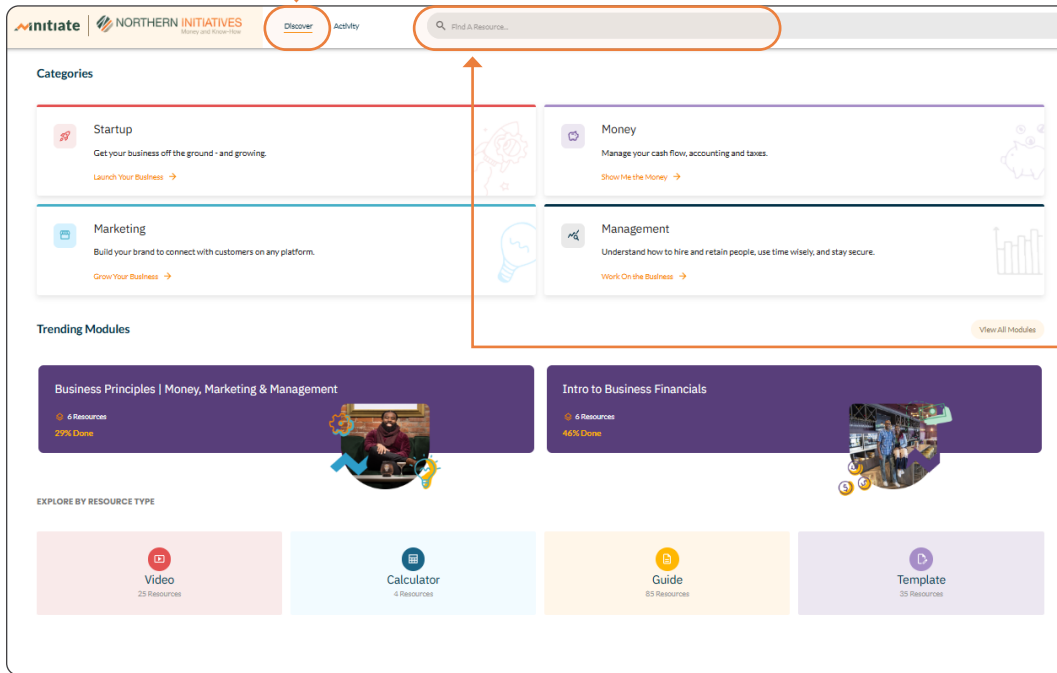 initiate NORTHERN INITIATIVES
Money and Know-How
Discover Activity Find A Resource...
Categories
Startup
Get your business off the ground - and growing.
Launch Your Business
Money
Manage your cash flow, accounting and taxes.
Show Me the Money
Marketing
Build your brand to connect with customers on any platform.
Grow Your Business
Management
Understand how to hire and retain people, use time wisely, and stay secure.
Work On the Business
Trending Modules
View All Modules
Business Principles | Money, Marketing & Management
6 Resources
29% Done
Intro to Business Financials
6 Resources
46% Done
EXPLORE BY RESOURCE TYPE
Video
25 Resources
Calculator
4 Resources
Guide
85 Resources
Template
35 Resources